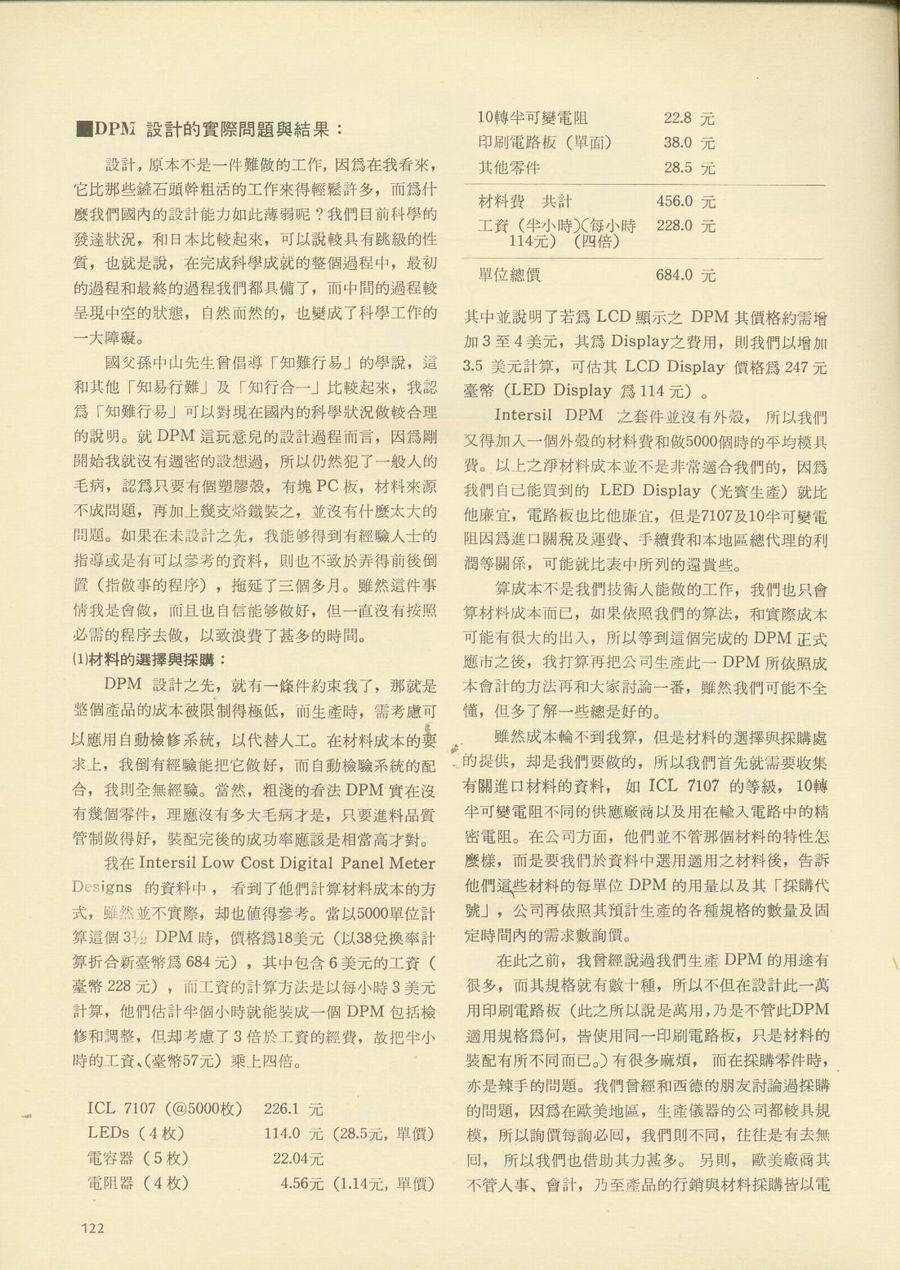 ■DPM 設計的實際問題與結果：
設計，原本不是一件難做的工作，因爲在我看來，
它比那些鏟石頭幹粗活的工作來得輕鬆許多，而爲什
麼我們國內的設計能力如此薄弱呢？我們目前科學的
發達狀況，和日本比較起來，可以說較具有跳級的性
質，也就是說，在完成科學成就的整個過程中，最初
的過程和最終的過程我們都具備了，而中間的過程較
呈現中空的狀態，自然而然的，也變成了科學工作的
一大障礙。
國父孫中山先生曾倡導「知難行易」的學說，這
和其他「知易行難」及「知行合一」比較起來，我認
爲「知難行易」可以對現在國內的科學狀況做較合理
的說明。就 DPM 這玩意兒的設計過程而言，因爲剛
開始我就沒有週密的設想過，所以仍然犯了一般人的
毛病，認爲只要有個塑膠殼，有塊 PC 板，材料來源
不成問題，再加上幾支烙鐵裝之，並沒有什麼太大的
問題。如果在未設計之先，我能够得到有經驗人士的
指導或是有可以參考的資料，則也不致於弄得前後倒
置（指做事的程序），拖延了三個多月。雖然這件事
情我是會做，而且也自信能够做好，但一直沒有按照
必需的程序去做，以致浪費了甚多的時間。
⑴材料的選擇與採購：
DPM 設計之先，就有一條件約束我了，那就是
整個產品的成本被限制得極低，而生產時，需考慮可
以應用自動檢修系統，以代替人工。在材料成本的要
求上，我倒有經驗能把它做好，而自動檢驗系統的配
合，我則全無經驗。當然，粗淺的看法 DPM 實在沒
有幾個零件，理應沒有多大毛病才是，只要進料品質
管制做得好，裝配完後的成功率應該是相當高才對。
我在 Intersil Low Cost Digital Panel Meter
Designs 的資料中，看到了他們計算材料成本的方
式，雖然並不實際，却也值得參考。當以5000單位計
算這個 3½ DPM 時，價格爲18美元（以38兌換率計
算折合新臺幣爲 684 元），其中包含 6 美元的工資（
臺幣 228 元），而工資的計算方法是以每小時 3 美元
計算，他們估計半個小時就能裝成一個 DPM 包括檢
修和調整，但却考慮了 3 倍於工資的經費，故把半小
時的工資、(臺幣57元）乘上四倍。
ICL 7107（@5000枚） 226.1 元
LEDs（4枚） 114.0 元（28.5元，單價）
電容器（5枚） 22.04元
電阻器（4枚） 4.56元（1.14元，單價）
10轉半可變電阻 22.8 元
印刷電路板（單面） 38.0 元
其他零件 28.5 元
材料費 共計 456.0 元
工資（半小時）（每小時 228.0 元
114元）（四倍）
單位總價 684.0 元
其中並說明了若爲 LCD 顯示之 DPM 其價格約需增
加 3 至 4 美元，其爲 Display之費用，則我們以增加
3.5 美元計算，可估其 LCD Display 價格爲 247 元
臺幣（LED Display 爲 114 元）。
Intersil DPM 之套件並沒有外殼，所以我們
又得加入一個外殼的材料費和做5000個時的平均模具
費。以上之淨材料成本並不是非常適合我們的，因爲
我們自己能買到的 LED Display（光寶生產）就比
他廉宜，電路板也比他廉宜，但是7107及10半可變電
阻因爲進口關稅及運費、手續費和本地區總代理的利
潤等關係，可能就比表中所列的還貴些。
算成本不是我們技術人能做的工作，我們也只會
算材料成本而已，如果依照我們的算法，和實際成本
可能有很大的出入，所以等到這個完成的 DPM 正式
應市之後，我打算再把公司生產此一 DPM 所依照成
本會計的方法再和大家討論一番，雖然我們可能不全
懂，但多了解一些總是好的。
雖然成本輪不到我算，但是材料的選擇與採購處
的提供，却是我們要做的，所以我們首先就需要收集
有關進口材料的資料，如 ICL 7107 的等級，10轉
半可變電阻不同的供應廠商以及用在輸入電路中的精
密電阻。在公司方面，他們並不管那個材料的特性怎
麼樣，而是要我們於資料中選用適用之材料後，告訴
他們這些材料的每單位 DPM 的用量以及其「採購代
號」，公司再依照其預計生產的各種規格的數量及固
定時間內的需求數詢價。
在此之前，我曾經說過我們生產 DPM 的用途有
很多，而其規格就有數十種，所以不但在設計此一萬
用印刷電路板（此之所以說是萬用，乃是不管此DPM
適用規格爲何，皆使用同一印刷電路板，只是材料的
裝配有所不同而已。）有很多麻煩，而在採購零件時，
亦是辣手的問題。我們曾經和西德的朋友討論過採購
的問題，因爲在歐美地區，生產儀器的公司都較具規
模，所以詢價每詢必回，我們則不同，往往是有去無
回，所以我們也借助其力甚多。另則，歐美廠商其
不管人事、會計，乃至產品的行銷與材料採購皆以電
122